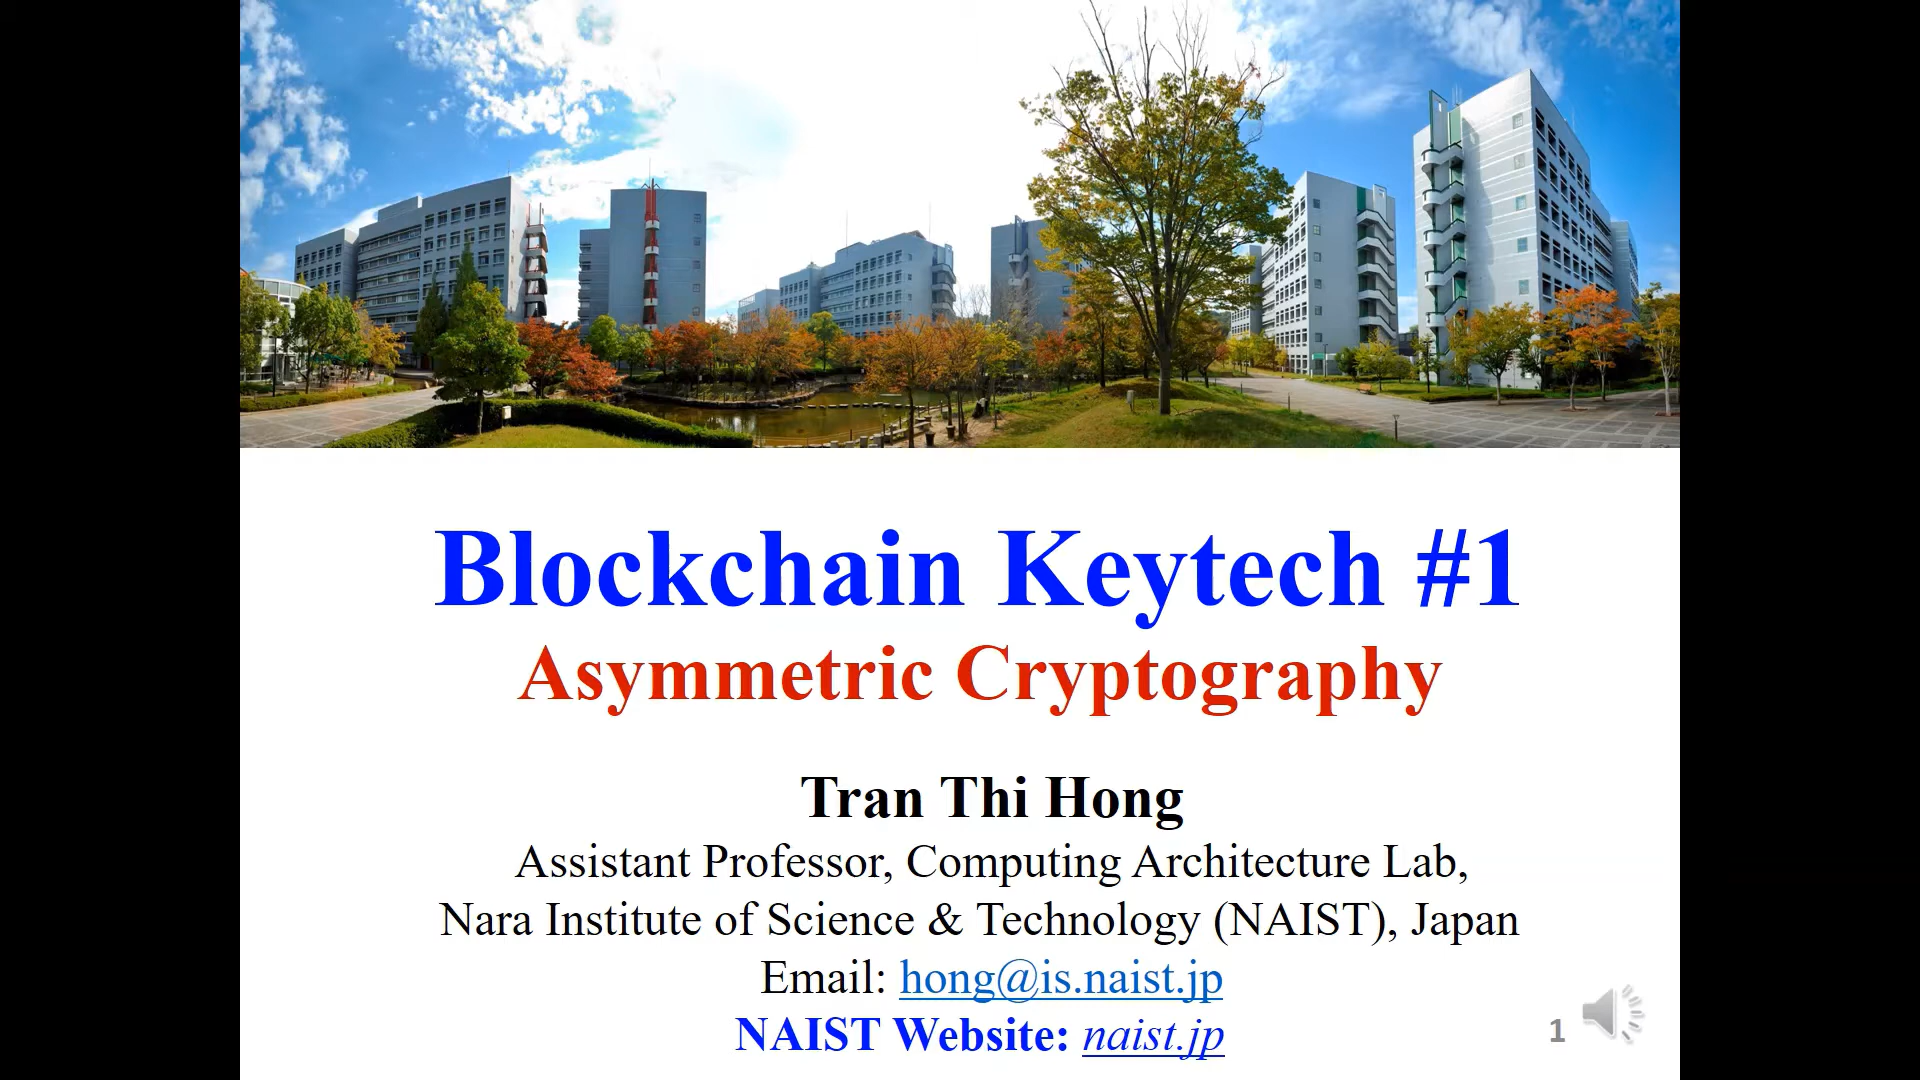 Blockchain Keytech #1
Asymmetric Cryptography
Tran Thi Hong
Assistant Professor, Computing Architecture Lab,
Nara Institute of Science & Technology (NAIST), Japan
Email: hong@is.naist.jp
NAIST Website: naist.jp
1